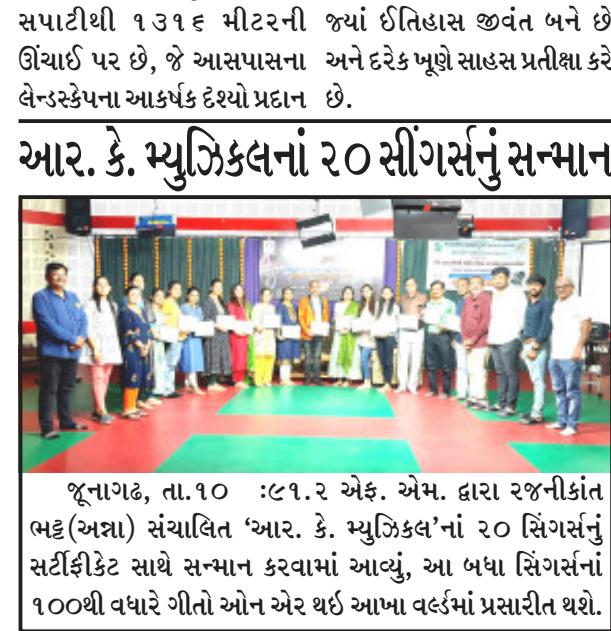 સપાટીથી ૧૩૧૬ મીટરની
ઊંચાઈ પર છે, જે આસપાસના
લેન્ડસ્કેપના આકર્ષક દૃશ્યો પ્રદાન
જ્યાં ઈતિહાસ જીવંત બને છે
અને દરેક ખૂણે સાહસ પ્રતીક્ષા કરે
છે.
આર. કે. મ્યુઝિકલનાં ૨૦ સીંગર્સનું સન્માન
જૂનાગઢ, તા.૧૦ :૯૧.૨ એફ. એમ. દ્વારા રજનીકાંત
ભટ્ટ(અન્ના) સંચાલિત ‘આર. કે. મ્યુઝિકલ’નાં ૨૦ સિંગર્સનું
સર્ટીફીકેટ સાથે સન્માન કરવામાં આવ્યું, આ બધા સિંગર્સનાં
૧૦૦થી વધારે ગીતો ઓન એર થઇ આખા વર્લ્ડમાં પ્રસારીત થશે.